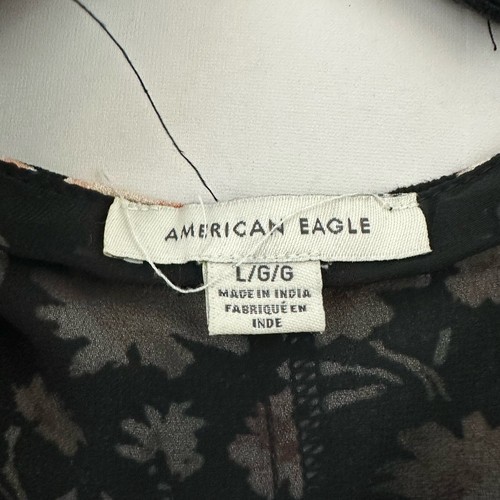 AMERICAN EAGLE
L/G/G
MADE IN INDIA
FABRIQUÉ EN
INDE